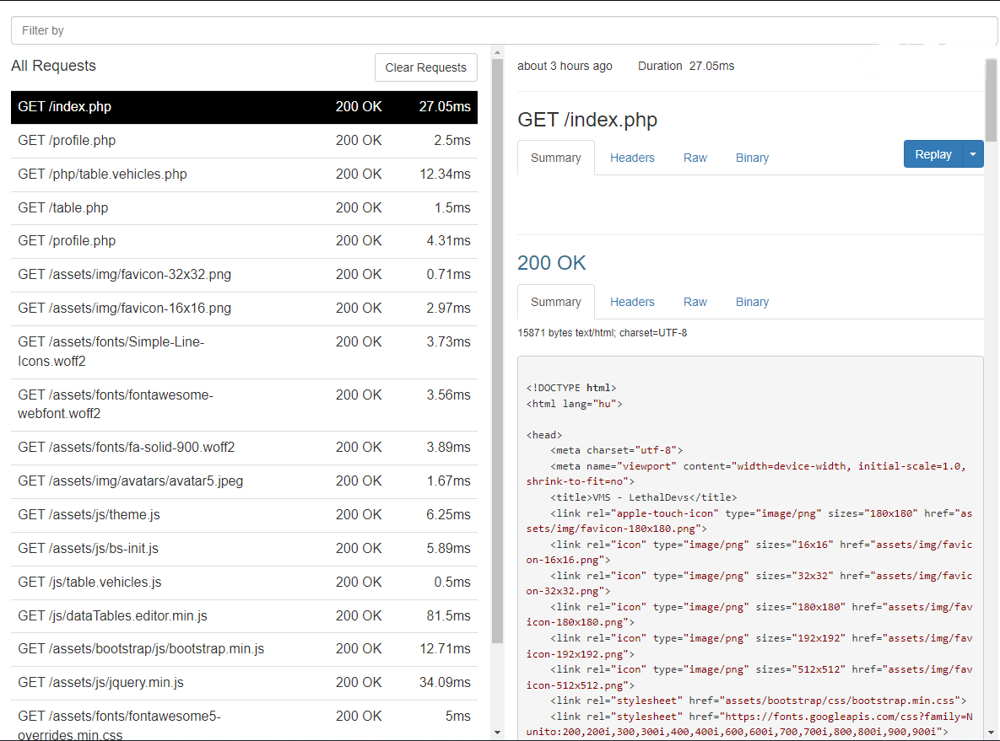 Filter by
All Requests
Clear Requests
GET /index.php 200 OK 27.05ms
GET /profile.php 200 OK 2.5ms
GET /php/table.vehicles.php 200 OK 12.34ms
GET /table.php 200 OK 1.5ms
GET /profile.php 200 OK 4.31ms
GET /assets/img/favicon-32x32.png 200 OK 0.71ms
GET /assets/img/favicon-16x16.png 200 OK 2.97ms
GET /assets/fonts/Simple-Line- 200 OK 3.73ms
Icons.woff2
GET /assets/fonts/fontawesome- 200 OK 3.56ms
webfont.woff2
GET /assets/fonts/fa-solid-900.woff2 200 OK 3.89ms
GET /assets/img/avatars/avatar5.jpeg 200 OK 1.67ms
GET /assets/js/theme.js 200 OK 6.25ms
GET /assets/js/bs-init.js 200 OK 5.89ms
GET /js/table.vehicles.js 200 OK 0.5ms
GET /js/dataTables.editor.min.js 200 OK 81.5ms
GET /assets/bootstrap/js/bootstrap.min.js 200 OK 12.71ms
GET /assets/js/jquery.min.js 200 OK 34.09ms
GET /assets/fonts/fontawesome5- 200 OK 5ms
overrides.min.css
about 3 hours ago Duration 27.05ms
GET /index.php
Summary Headers Raw Binary Replay
200 OK
Summary Headers Raw Binary
15871 bytes text/html; charset=UTF-8
<!DOCTYPE html>
<html lang="hu">
<head>
<meta charset="utf-8">
<meta name="viewport" content="width=device-width, initial-scale=1.0,
shrink-to-fit=no">
<title>VMS - LethalDevs</title>
<link rel="apple-touch-icon" type="image/png" sizes="180x180" href="as
sets/img/favicon-180x180.png">
<link rel="icon" type="image/png" sizes="16x16" href="assets/img/favic
on-16x16.png">
<link rel="icon" type="image/png" sizes="32x32" href="assets/img/favic
on-32x32.png">
<link rel="icon" type="image/png" sizes="180x180" href="assets/img/fav
icon-180x180.png">
<link rel="icon" type="image/png" sizes="192x192" href="assets/img/fav
icon-192x192.png">
<link rel="icon" type="image/png" sizes="512x512" href="assets/img/fav
icon-512x512.png">
<link rel="stylesheet" href="assets/bootstrap/css/bootstrap.min.css">
<link rel="stylesheet" href="https://fonts.googleapis.com/css?family=N
unito:200,200i,300,300i,400,400i,600,600i,700,700i,800,800i,900,900i">